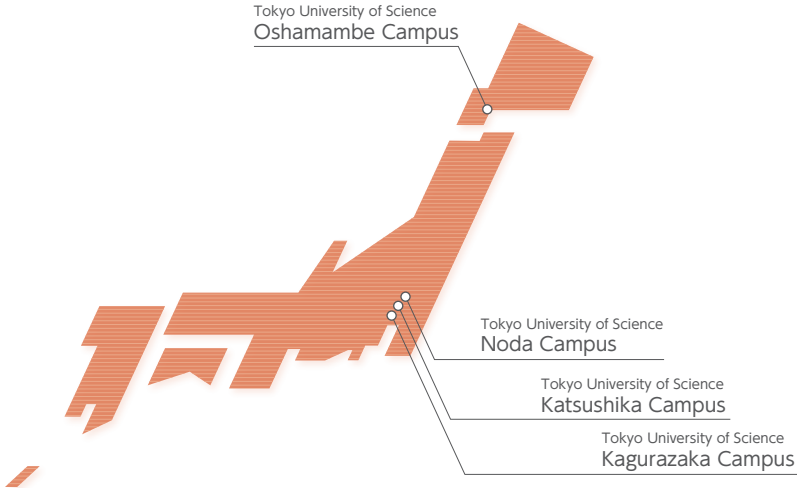 Tokyo University of Science
Oshamambe Campus
Tokyo University of Science
Noda Campus
Tokyo University of Science
Katsushika Campus
Tokyo University of Science
Kagurazaka Campus